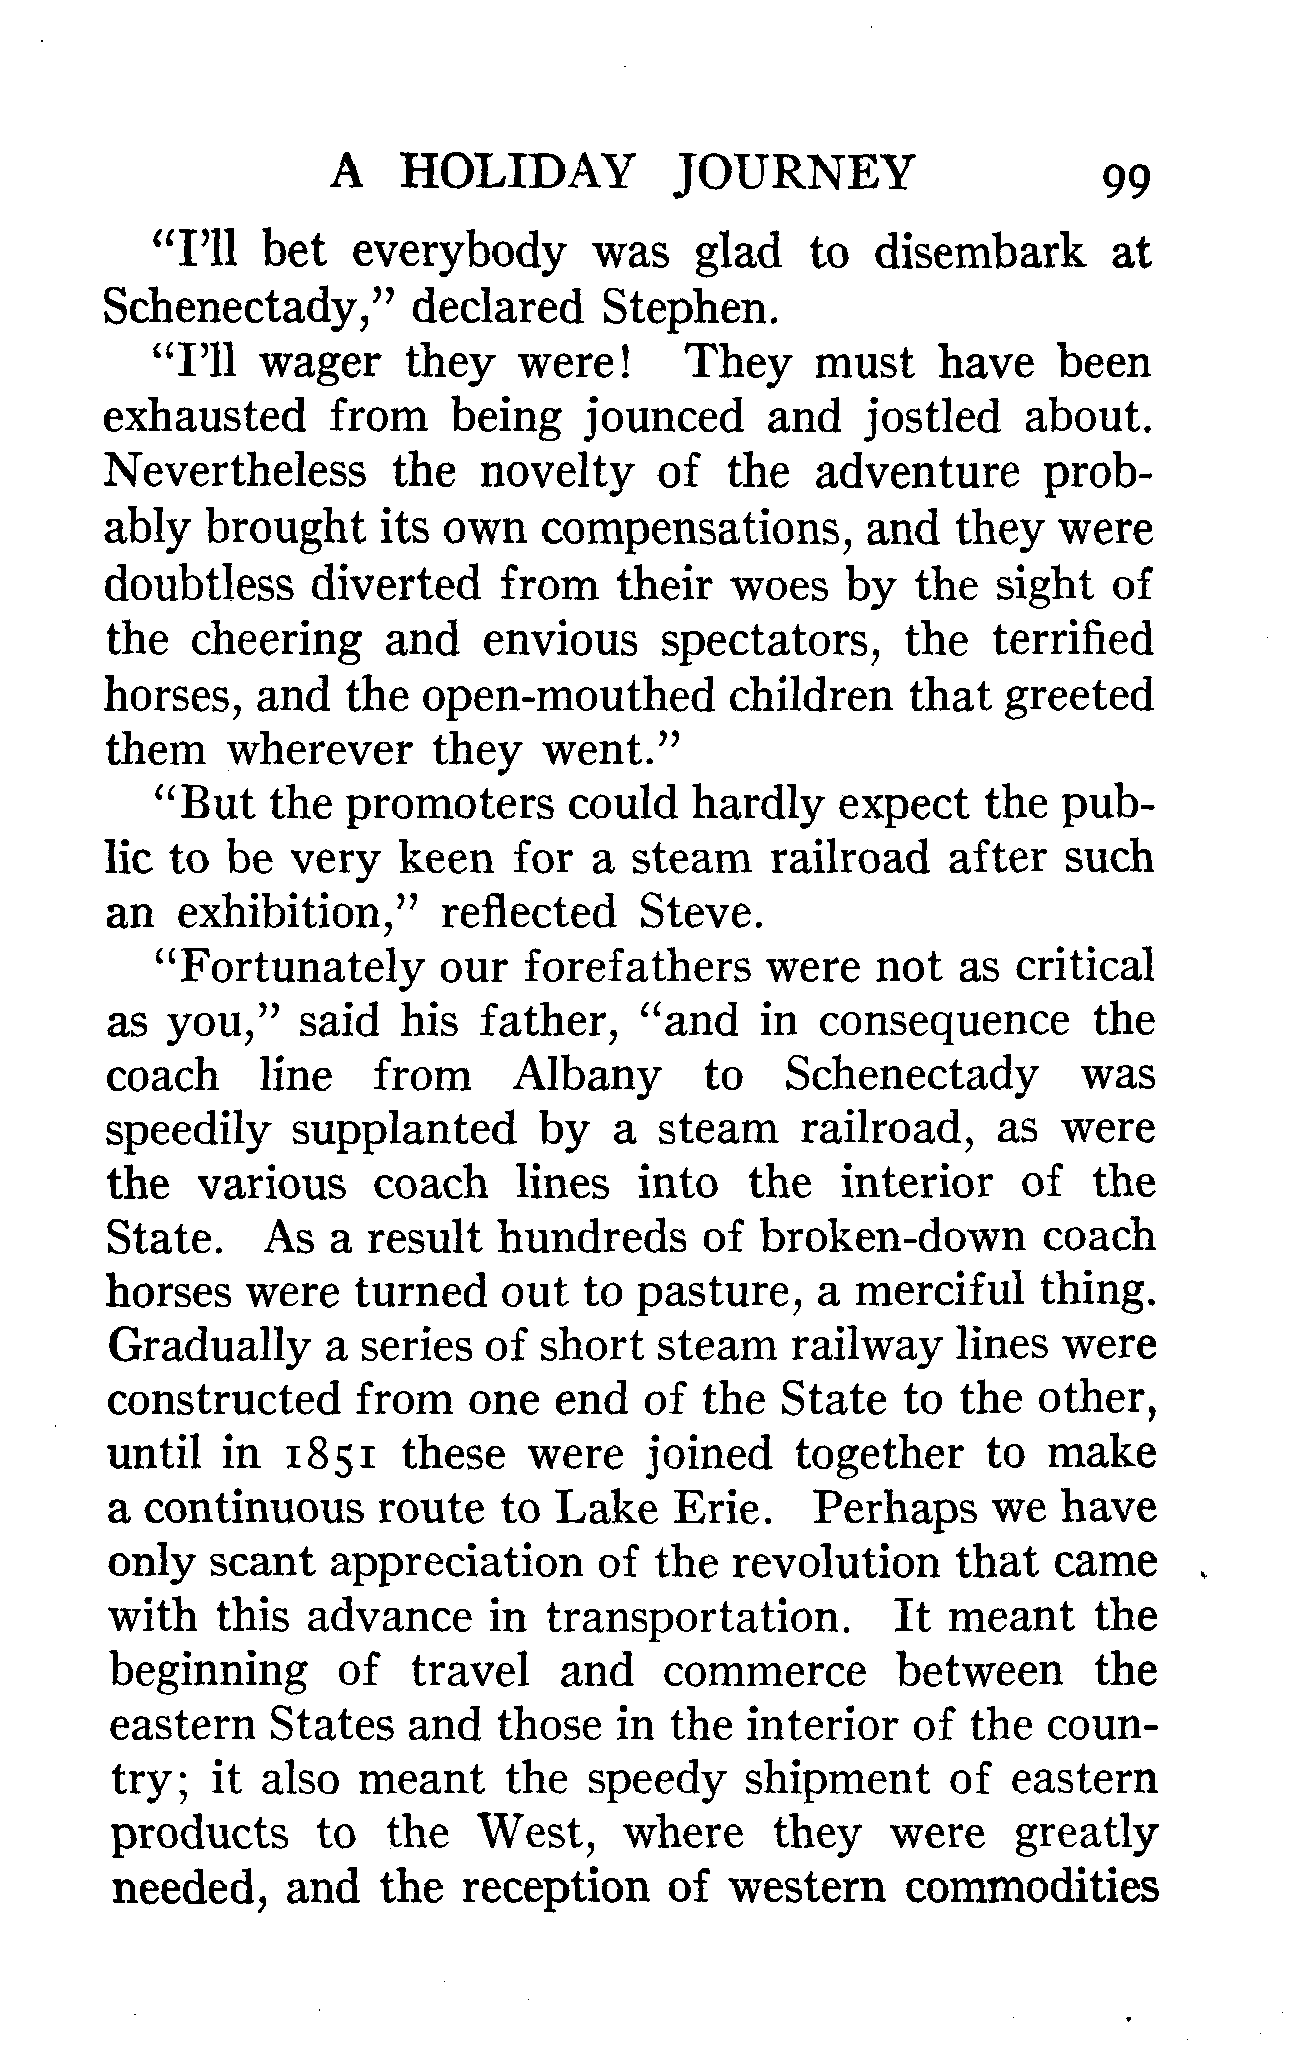 A HOLIDAY JOURNEY 99
“I’ll bet everybody was glad to disembark at
Schenectady,” declared Stephen.
“I’ll wager they were! They must have been
exhausted from being jounced and jostled about.
Nevertheless the novelty of the adventure prob-
ably brought its own compensations, and they were
doubtless diverted from their woes by the sight of
the cheering and envious spectators, the terrified
horses, and the open-mouthed children that greeted
them wherever they went.”
“But the promoters could hardly expect the pub-
lic to be very keen for a steam railroad after such
an exhibition,” reflected Steve.
“Fortunately our forefathers were not as critical
as you,” said his father, “and in consequence the
coach line from Albany to Schenectady was
speedily supplanted by a steam railroad, as were
the various coach lines into the interior of the
State. As a result hundreds of broken-down coach
horses were turned out to pasture, a merciful thing.
Gradually a series of short steam railway lines were
constructed from one end of the State to the other,
until in 1851 these were joined together to make
a continuous route to Lake Erie. Perhaps we have
only scant appreciation of the revolution that came
with this advance in transportation. It meant the
beginning of travel and commerce between the
eastern States and those in the interior of the coun-
try; it also meant the speedy shipment of eastern
products to the West, where they were greatly
needed, and the reception of western commodities